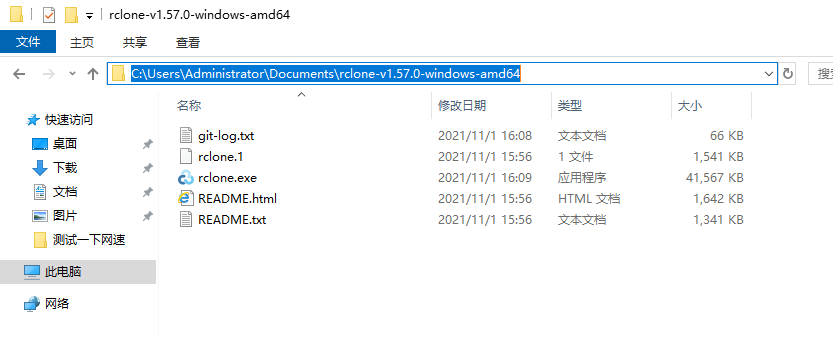 rclone-v1.57.0-windows-amd64
文件 主页 共享 查看
C:\Users\Administrator\Documents\rclone-v1.57.0-windows-amd64 搜索
名称 修改日期 类型 大小
快速访问
git-log.txt 2021/11/1 16:08 文本文档 66 KB
桌面
rclone.1 2021/11/1 15:56 1 文件 1,541 KB
下载
rclone.exe 2021/11/1 16:09 应用程序 41,567 KB
文档
README.html 2021/11/1 15:56 HTML 文档 1,642 KB
图片
README.txt 2021/11/1 15:56 文本文档 1,341 KB
测试一下网速
此电脑
网络